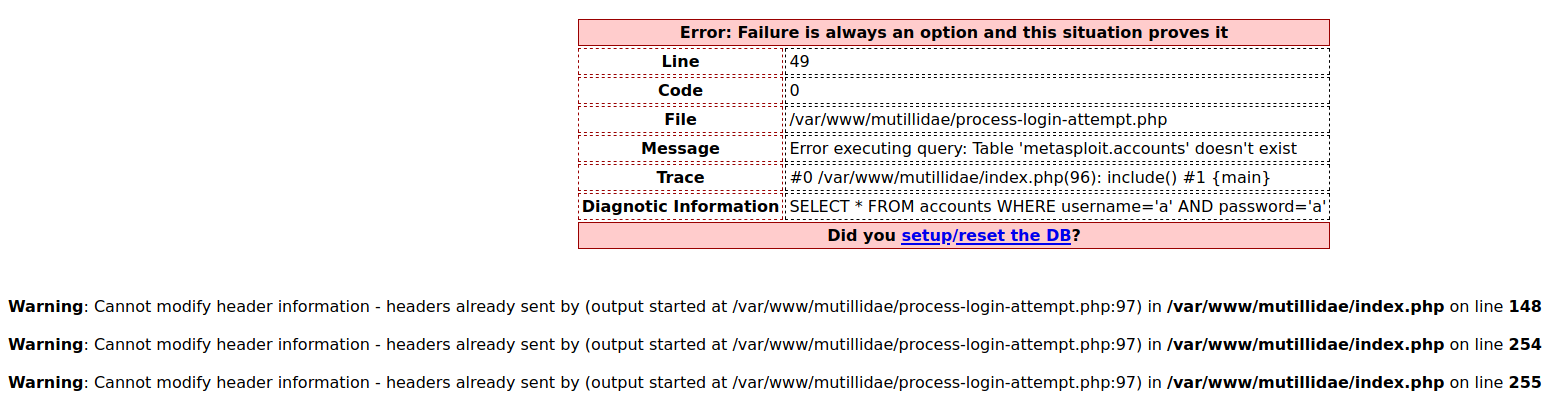 Error: Failure is always an option and this situation proves it
Line 49
Code 0
File /var/www/mutillidae/process-login-attempt.php
Message Error executing query: Table 'metasploit.accounts' doesn't exist
Trace #0 /var/www/mutillidae/index.php(96): include() #1 {main}
Diagnotic Information SELECT * FROM accounts WHERE username='a' AND password='a'
Did you setup/reset the DB?
Warning: Cannot modify header information - headers already sent by (output started at /var/www/mutillidae/process-login-attempt.php:97) in /var/www/mutillidae/index.php on line 148
Warning: Cannot modify header information - headers already sent by (output started at /var/www/mutillidae/process-login-attempt.php:97) in /var/www/mutillidae/index.php on line 254
Warning: Cannot modify header information - headers already sent by (output started at /var/www/mutillidae/process-login-attempt.php:97) in /var/www/mutillidae/index.php on line 255